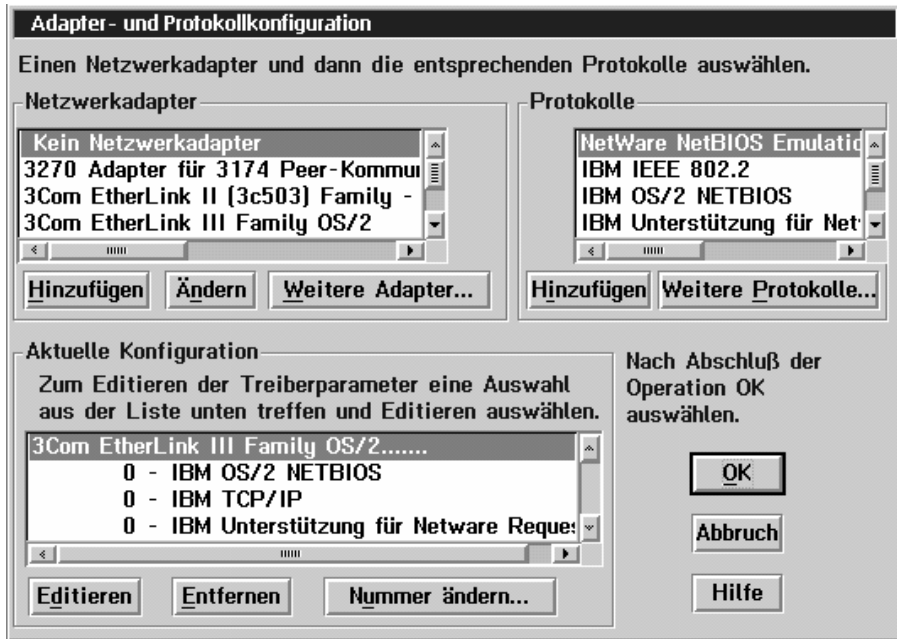 Adapter- und Protokollkonfiguration
Einen Netzwerkadapter und dann die entsprechenden Protokolle auswählen.
Netzwerkadapter
Kein Netzwerkadapter
3270 Adapter für 3174 Peer-Kommu
3Com EtherLink II (3c503) Family -
3Com EtherLink III Family OS/2
Hinzufügen
Ändern
Weitere Adapter...
Protokolle
NetWare NetBIOS Emulatio
IBM IEEE 802.2
IBM OS/2 NETBIOS
IBM Unterstützung für Net
Hinzufügen
Weitere Protokolle...
Aktuelle Konfiguration
Zum Editieren der Treiberparameter eine Auswahl
aus der Liste unten treffen und Editieren auswählen.
3Com EtherLink III Family OS/2.......
0 - IBM OS/2 NETBIOS
0 - IBM TCP/IP
0 - IBM Unterstützung für Netware Reques
Editieren
Entfernen
Nummer ändern...
Nach Abschluß der
Operation OK
auswählen.
OK
Abbruch
Hilfe